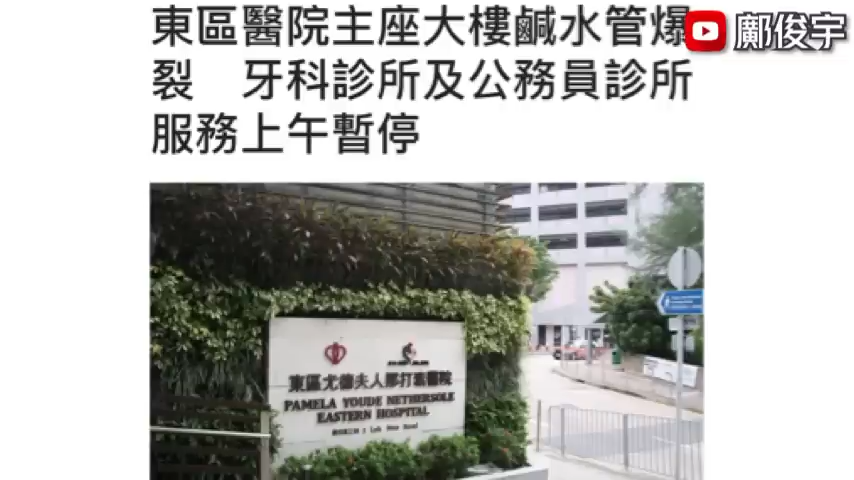 東區醫院主座大樓鹹水管爆
裂　牙科診所及公務員診所
服務上午暫停
鄺俊宇
東區尤德夫人那打素醫院
PAMELA YOUDE NETHERSOLE
EASTERN HOSPITAL